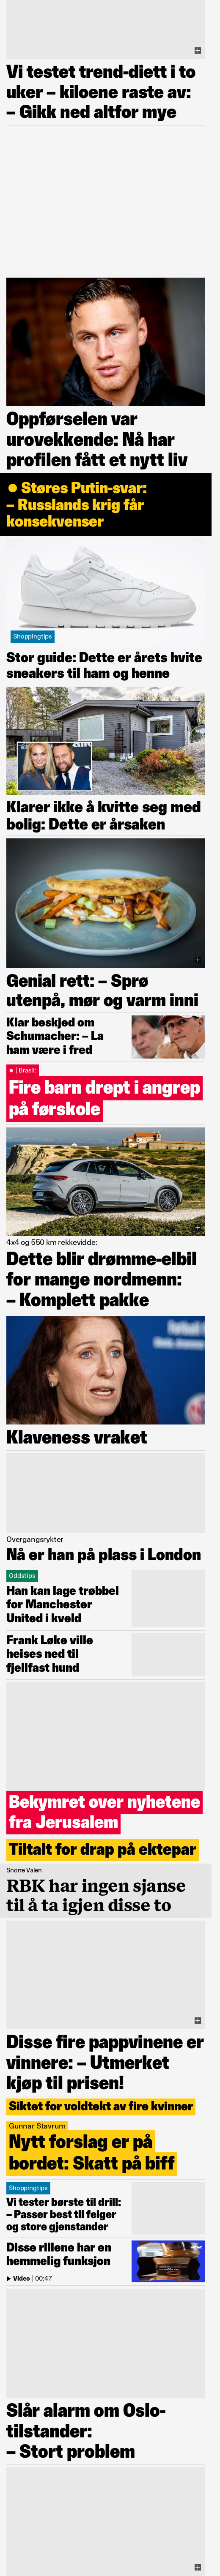 Vi testet trend-diett i to
uker – kiloene raste av:
– Gikk ned altfor mye
Oppførselen var
urovekkende: Nå har
profilen fått et nytt liv
Støres Putin-svar:
– Russlands krig får
konsekvenser
Shoppingtips
Stor guide: Dette er årets hvite
sneakers til ham og henne
Klarer ikke å kvitte seg med
bolig: Dette er årsaken
Genial rett: – Sprø
utenpå, mør og varm inni
Klar beskjed om
Schumacher: – La
ham være i fred
| Brasil:
Fire barn drept i angrep
på førskole
4x4 og 550 km rekkevidde:
Dette blir drømme-elbil
for mange nordmenn:
– Komplett pakke
Klaveness vraket
Overgangsrykter
Nå er han på plass i London
Oddstips
Han kan lage trøbbel
for Manchester
United i kveld
Frank Løke ville
heises ned til
fjellfast hund
Bekymret over nyhetene
fra Jerusalem
Tiltalt for drap på ektepar
Snorre Valen
RBK har ingen sjanse
til å ta igjen disse to
Disse fire pappvinene er
vinnere: – Utmerket
kjøp til prisen!
Siktet for voldtekt av fire kvinner
Gunnar Stavrum
Nytt forslag er på
bordet: Skatt på biff
Shoppingtips
Vi tester børste til drill:
– Passer best til felger
og store gjenstander
Disse rillene har en
hemmelig funksjon
Video | 00:47
Slår alarm om Oslo-
tilstander:
– Stort problem